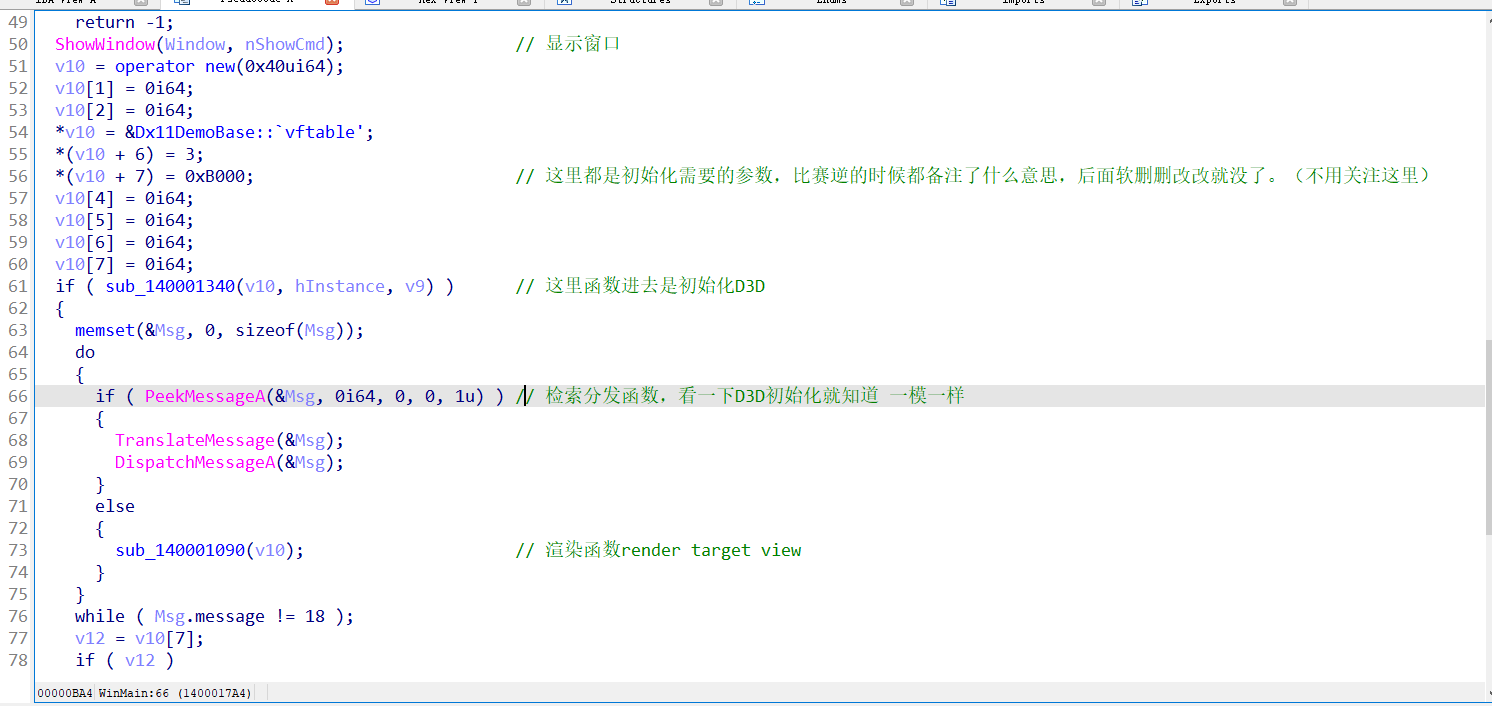 IDA View-A Pseudocode-A Hex View-1 Structures Enums Imports Exports
49 return -1;
50 ShowWindow(Window, nShowCmd); // 显示窗口
51 v10 = operator new(0x40ui64);
52 v10[1] = 0i64;
53 v10[2] = 0i64;
54 *v10 = &Dx11DemoBase::`vftable';
55 *(v10 + 6) = 3;
56 *(v10 + 7) = 0xB000; // 这里都是初始化需要的参数，比赛逆的时候都备注了什么意思，后面软删删改改就没了。（不用关注这里）
57 v10[4] = 0i64;
58 v10[5] = 0i64;
59 v10[6] = 0i64;
60 v10[7] = 0i64;
61 if ( sub_140001340(v10, hInstance, v9) ) // 这里函数进去是初始化D3D
62 {
63 memset(&Msg, 0, sizeof(Msg));
64 do
65 {
66 if ( PeekMessageA(&Msg, 0i64, 0, 0, 1u) ) // 检索分发函数，看一下D3D初始化就知道 一模一样
67 {
68 TranslateMessage(&Msg);
69 DispatchMessageA(&Msg);
70 }
71 else
72 {
73 sub_140001090(v10); // 渲染函数render target view
74 }
75 }
76 while ( Msg.message != 18 );
77 v12 = v10[7];
78 if ( v12 )
00000BA4 WinMain:66 (1400017A4)